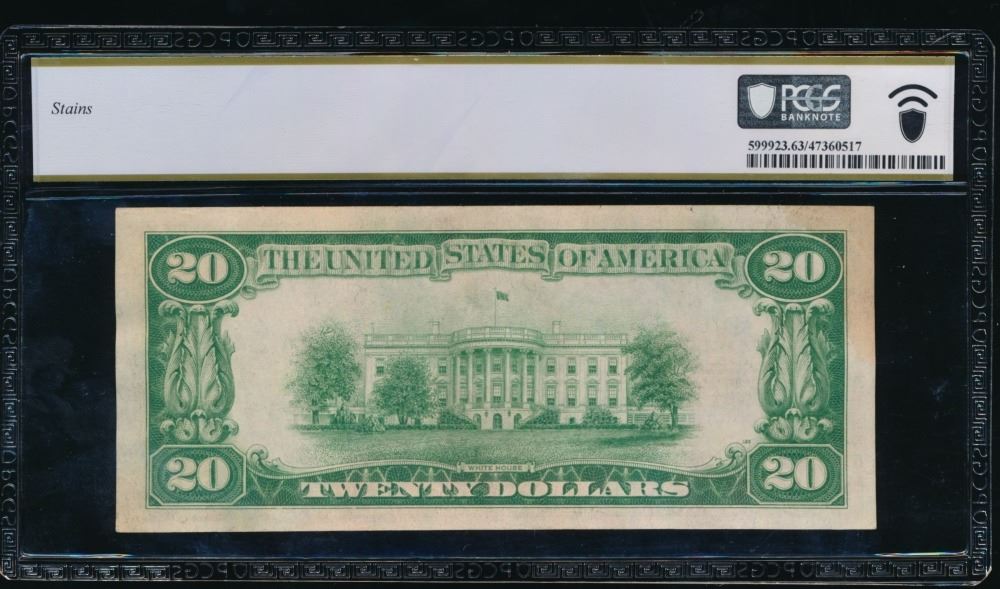 Stains
PCGS
BANKNOTE
599923.63/47360517
20 THE UNITED STATES OF AMERICA 20
WHITE HOUSE
20 TWENTY DOLLARS 20